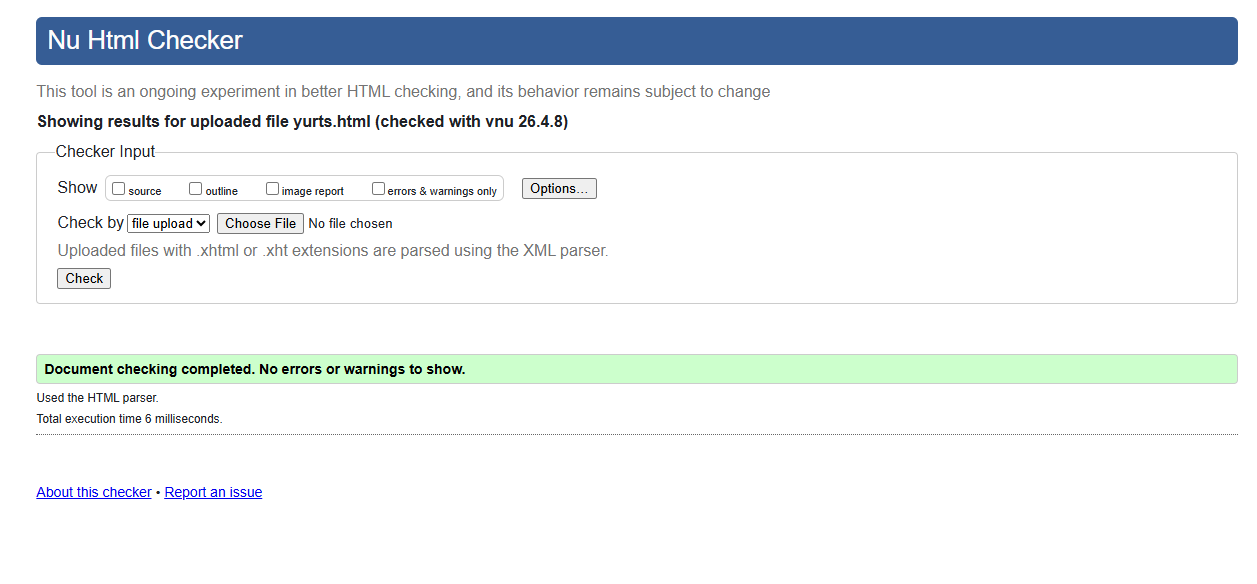 Nu Html Checker
This tool is an ongoing experiment in better HTML checking, and its behavior remains subject to change
Showing results for uploaded file yurts.html (checked with vnu 26.4.8)
Checker Input
Show source outline image report errors & warnings only Options...
Check by file upload Choose File No file chosen
Uploaded files with .xhtml or .xht extensions are parsed using the XML parser.
Check
Document checking completed. No errors or warnings to show.
Used the HTML parser.
Total execution time 6 milliseconds.
About this checker • Report an issue